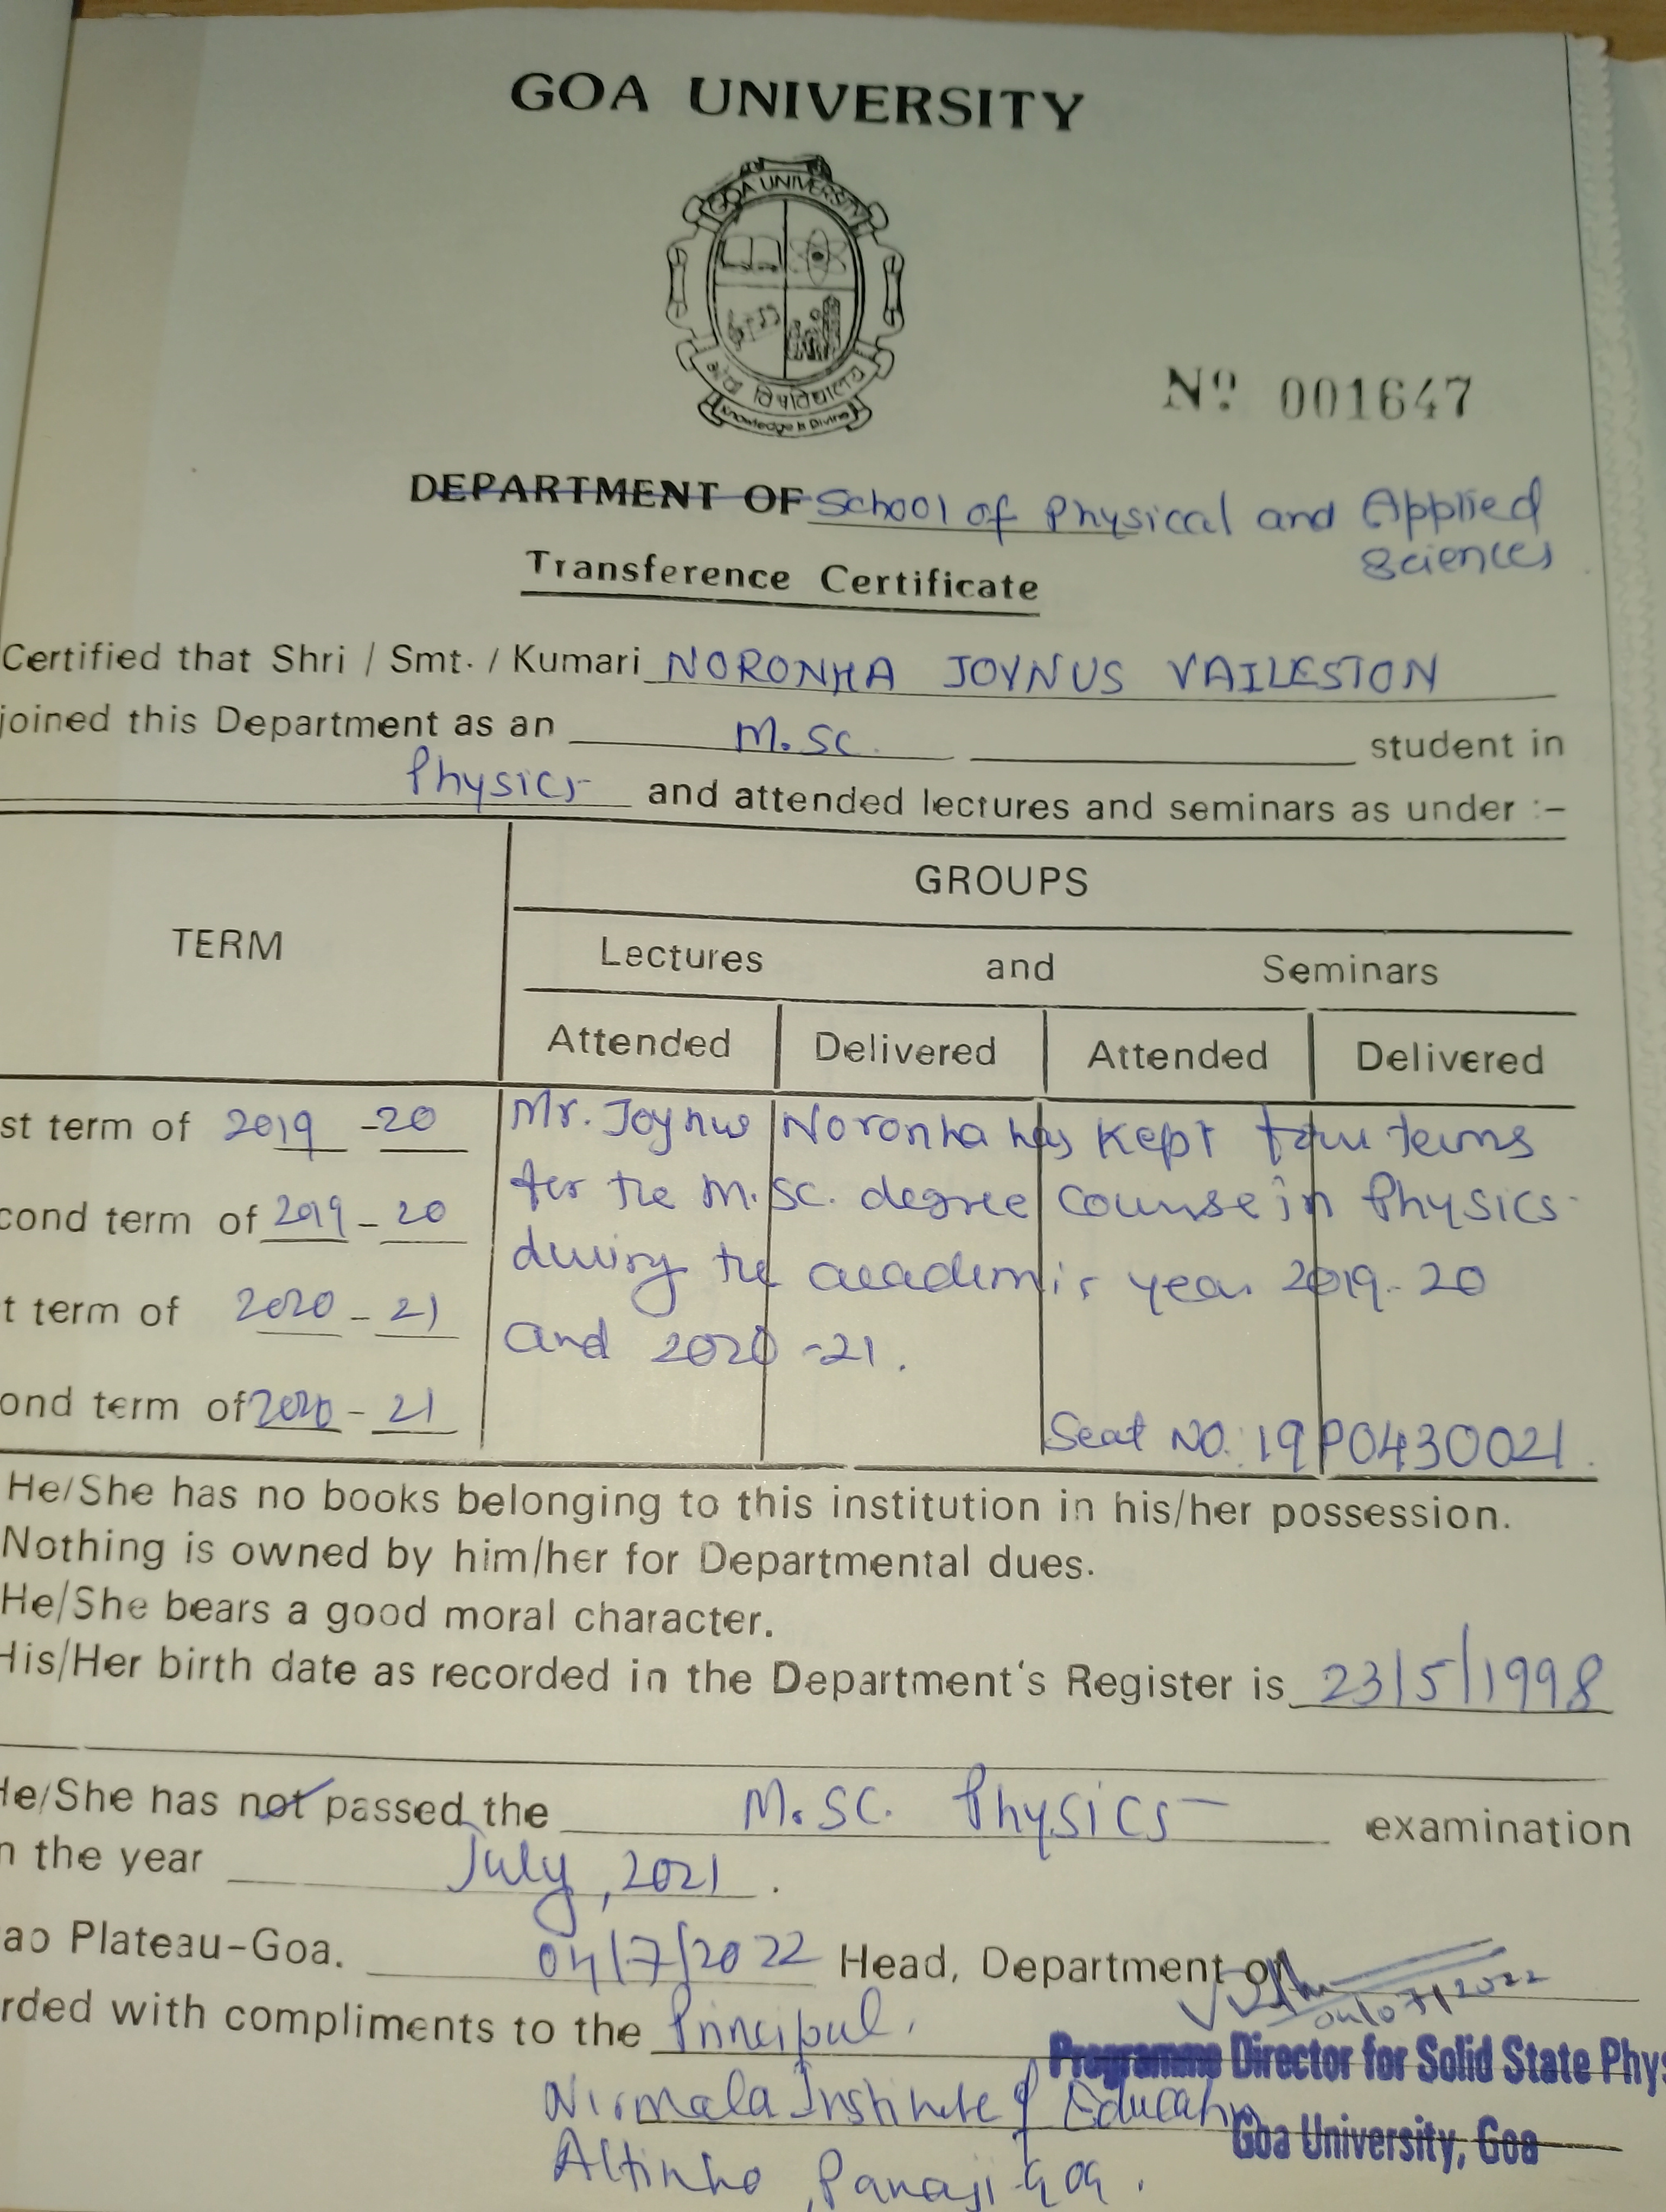 GOA UNIVERSITY
GOA UNIVERSITY
गोंय विद्यापीठ
Knowledge is Divine
Nº 001647
DEPARTMENT OF School of Physical and Applied
Sciences
Transference Certificate
Certified that Shri / Smt. / Kumari NORONHA JOYNUS VAILESTON
joined this Department as an M.Sc. student in
Physics and attended lectures and seminars as under :-
GROUPS
TERM
Lectures and Seminars
Attended Delivered Attended Delivered
st term of 2019 - 20 Mr. Joynus Noronha has kept four terms
cond term of 2019 - 20 for the M.Sc. degree course in Physics
during the academic year 2019-20
t term of 2020 - 21 and 2020-21.
ond term of 2020 - 21 Seat No: 19P0430021.
He/She has no books belonging to this institution in his/her possession.
Nothing is owned by him/her for Departmental dues.
He/She bears a good moral character.
His/Her birth date as recorded in the Department's Register is 23/5/1998
He/She has not passed the M.Sc. Physics examination
n the year July, 2021.
ao Plateau-Goa. 04/7/2022 Head, Department of
04/07/2022
rded with compliments to the Principal,
Programme Director for Solid State Phys
Nirmala Institute of Education
Goa University, Goa
Altinho, Panaji Goa.